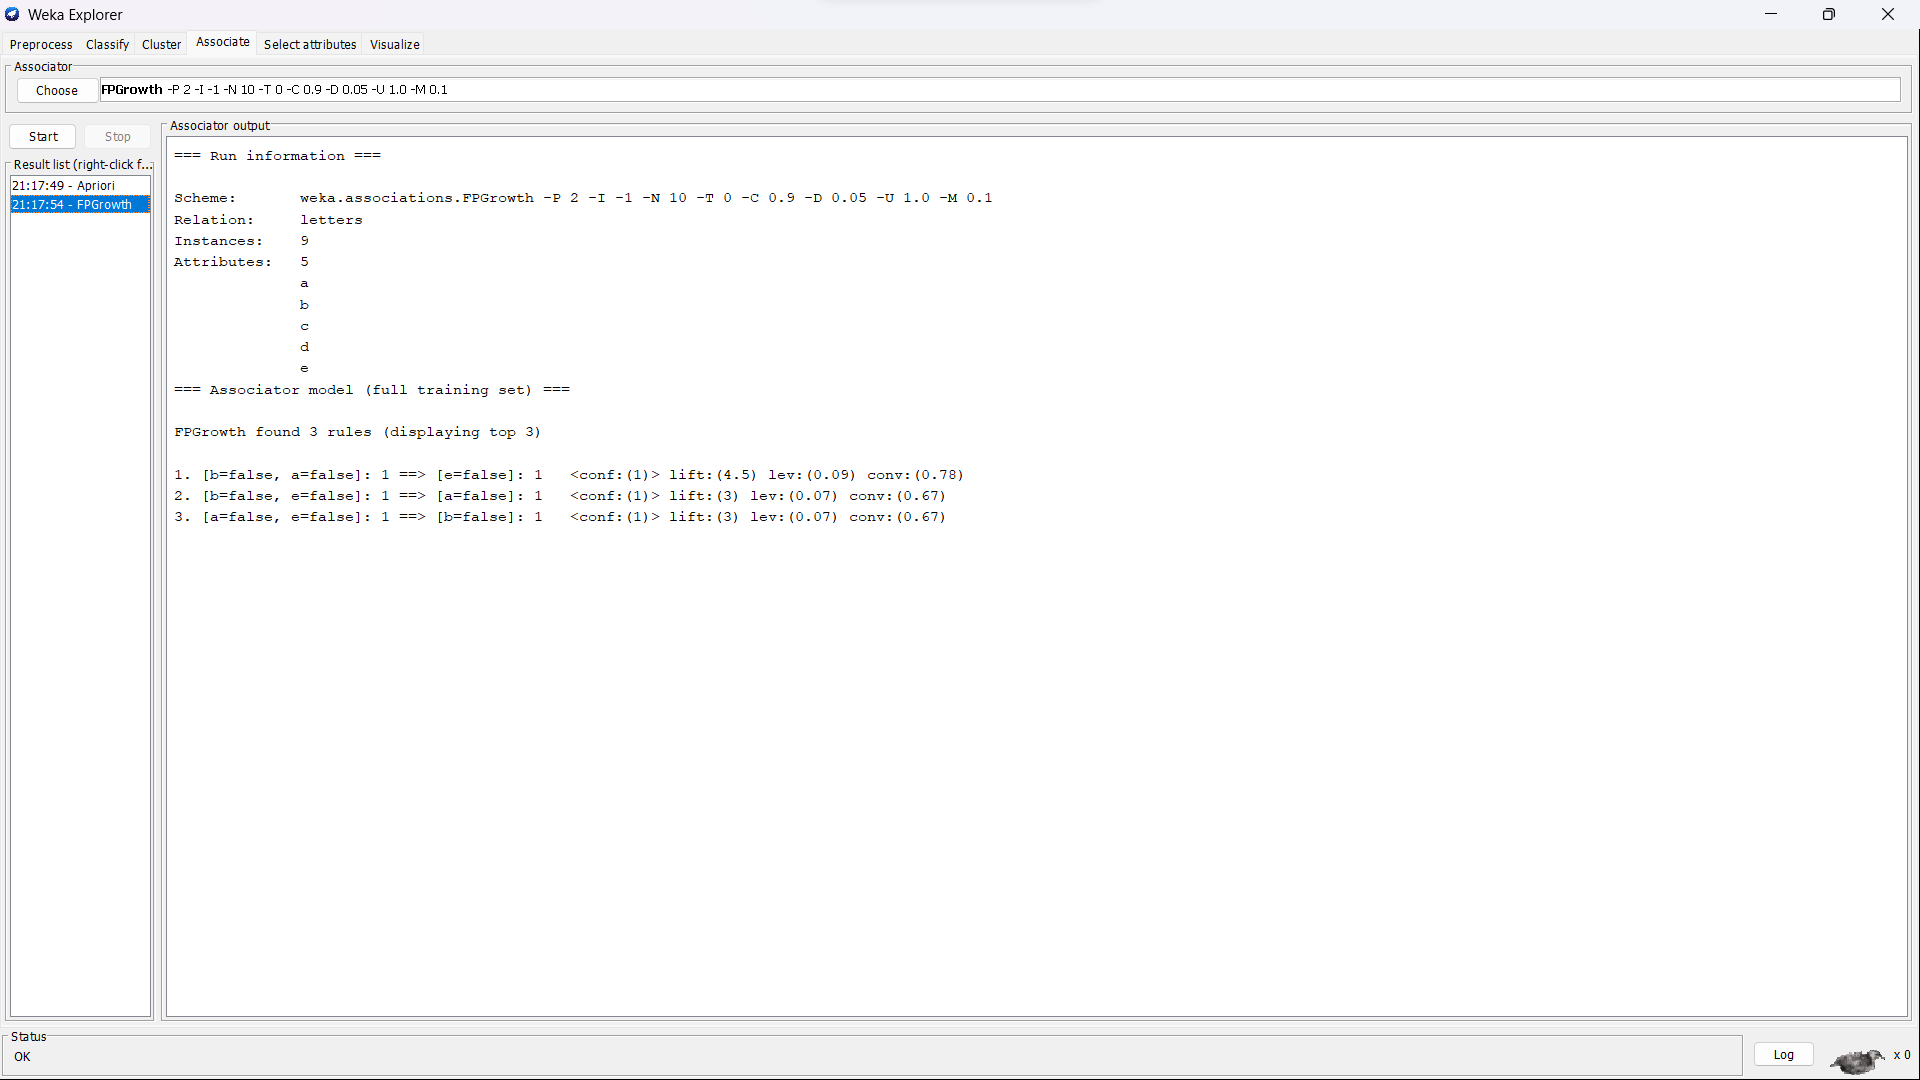 Weka Explorer
Preprocess Classify Cluster Associate Select attributes Visualize
Associator
Choose FPGrowth -P 2 -I -1 -N 10 -T 0 -C 0.9 -D 0.05 -U 1.0 -M 0.1
Start Stop
Result list (right-click f...
21:17:49 - Apriori
21:17:54 - FPGrowth
Associator output
=== Run information ===
Scheme: weka.associations.FPGrowth -P 2 -I -1 -N 10 -T 0 -C 0.9 -D 0.05 -U 1.0 -M 0.1
Relation: letters
Instances: 9
Attributes: 5
a
b
c
d
e
=== Associator model (full training set) ===
FPGrowth found 3 rules (displaying top 3)
1. [b=false, a=false]: 1 ==> [e=false]: 1 <conf:(1)> lift:(4.5) lev:(0.09) conv:(0.78)
2. [b=false, e=false]: 1 ==> [a=false]: 1 <conf:(1)> lift:(3) lev:(0.07) conv:(0.67)
3. [a=false, e=false]: 1 ==> [b=false]: 1 <conf:(1)> lift:(3) lev:(0.07) conv:(0.67)
Status
OK
Log
x 0